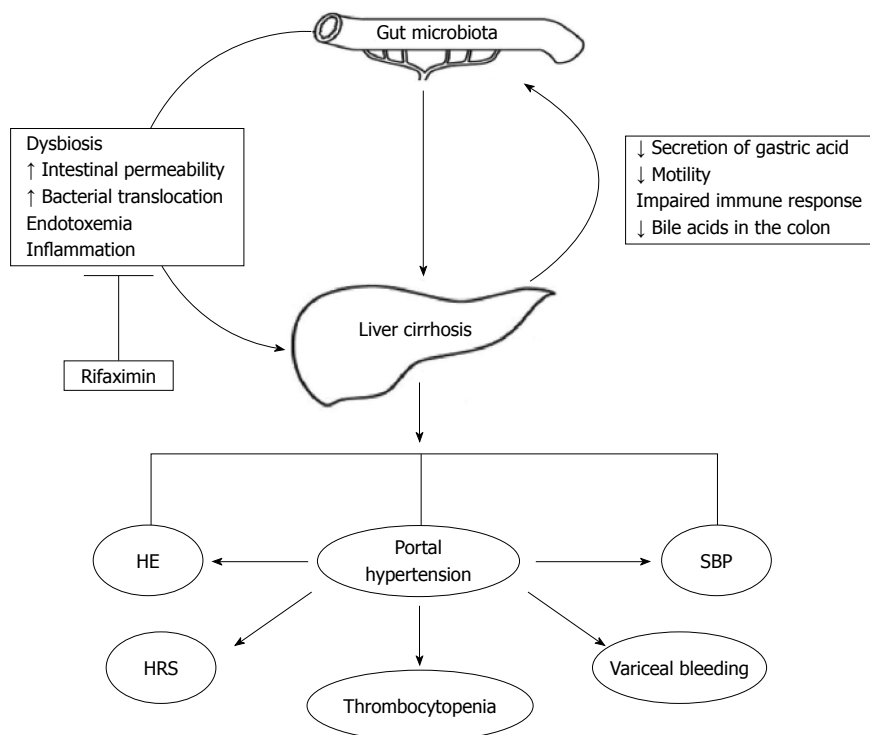 Gut microbiota
Dysbiosis
↑ Intestinal permeability
↑ Bacterial translocation
Endotoxemia
Inflammation
↓ Secretion of gastric acid
↓ Motility
Impaired immune response
↓ Bile acids in the colon
Liver cirrhosis
Rifaximin
HE
Portal
hypertension
SBP
HRS
Thrombocytopenia
Variceal bleeding